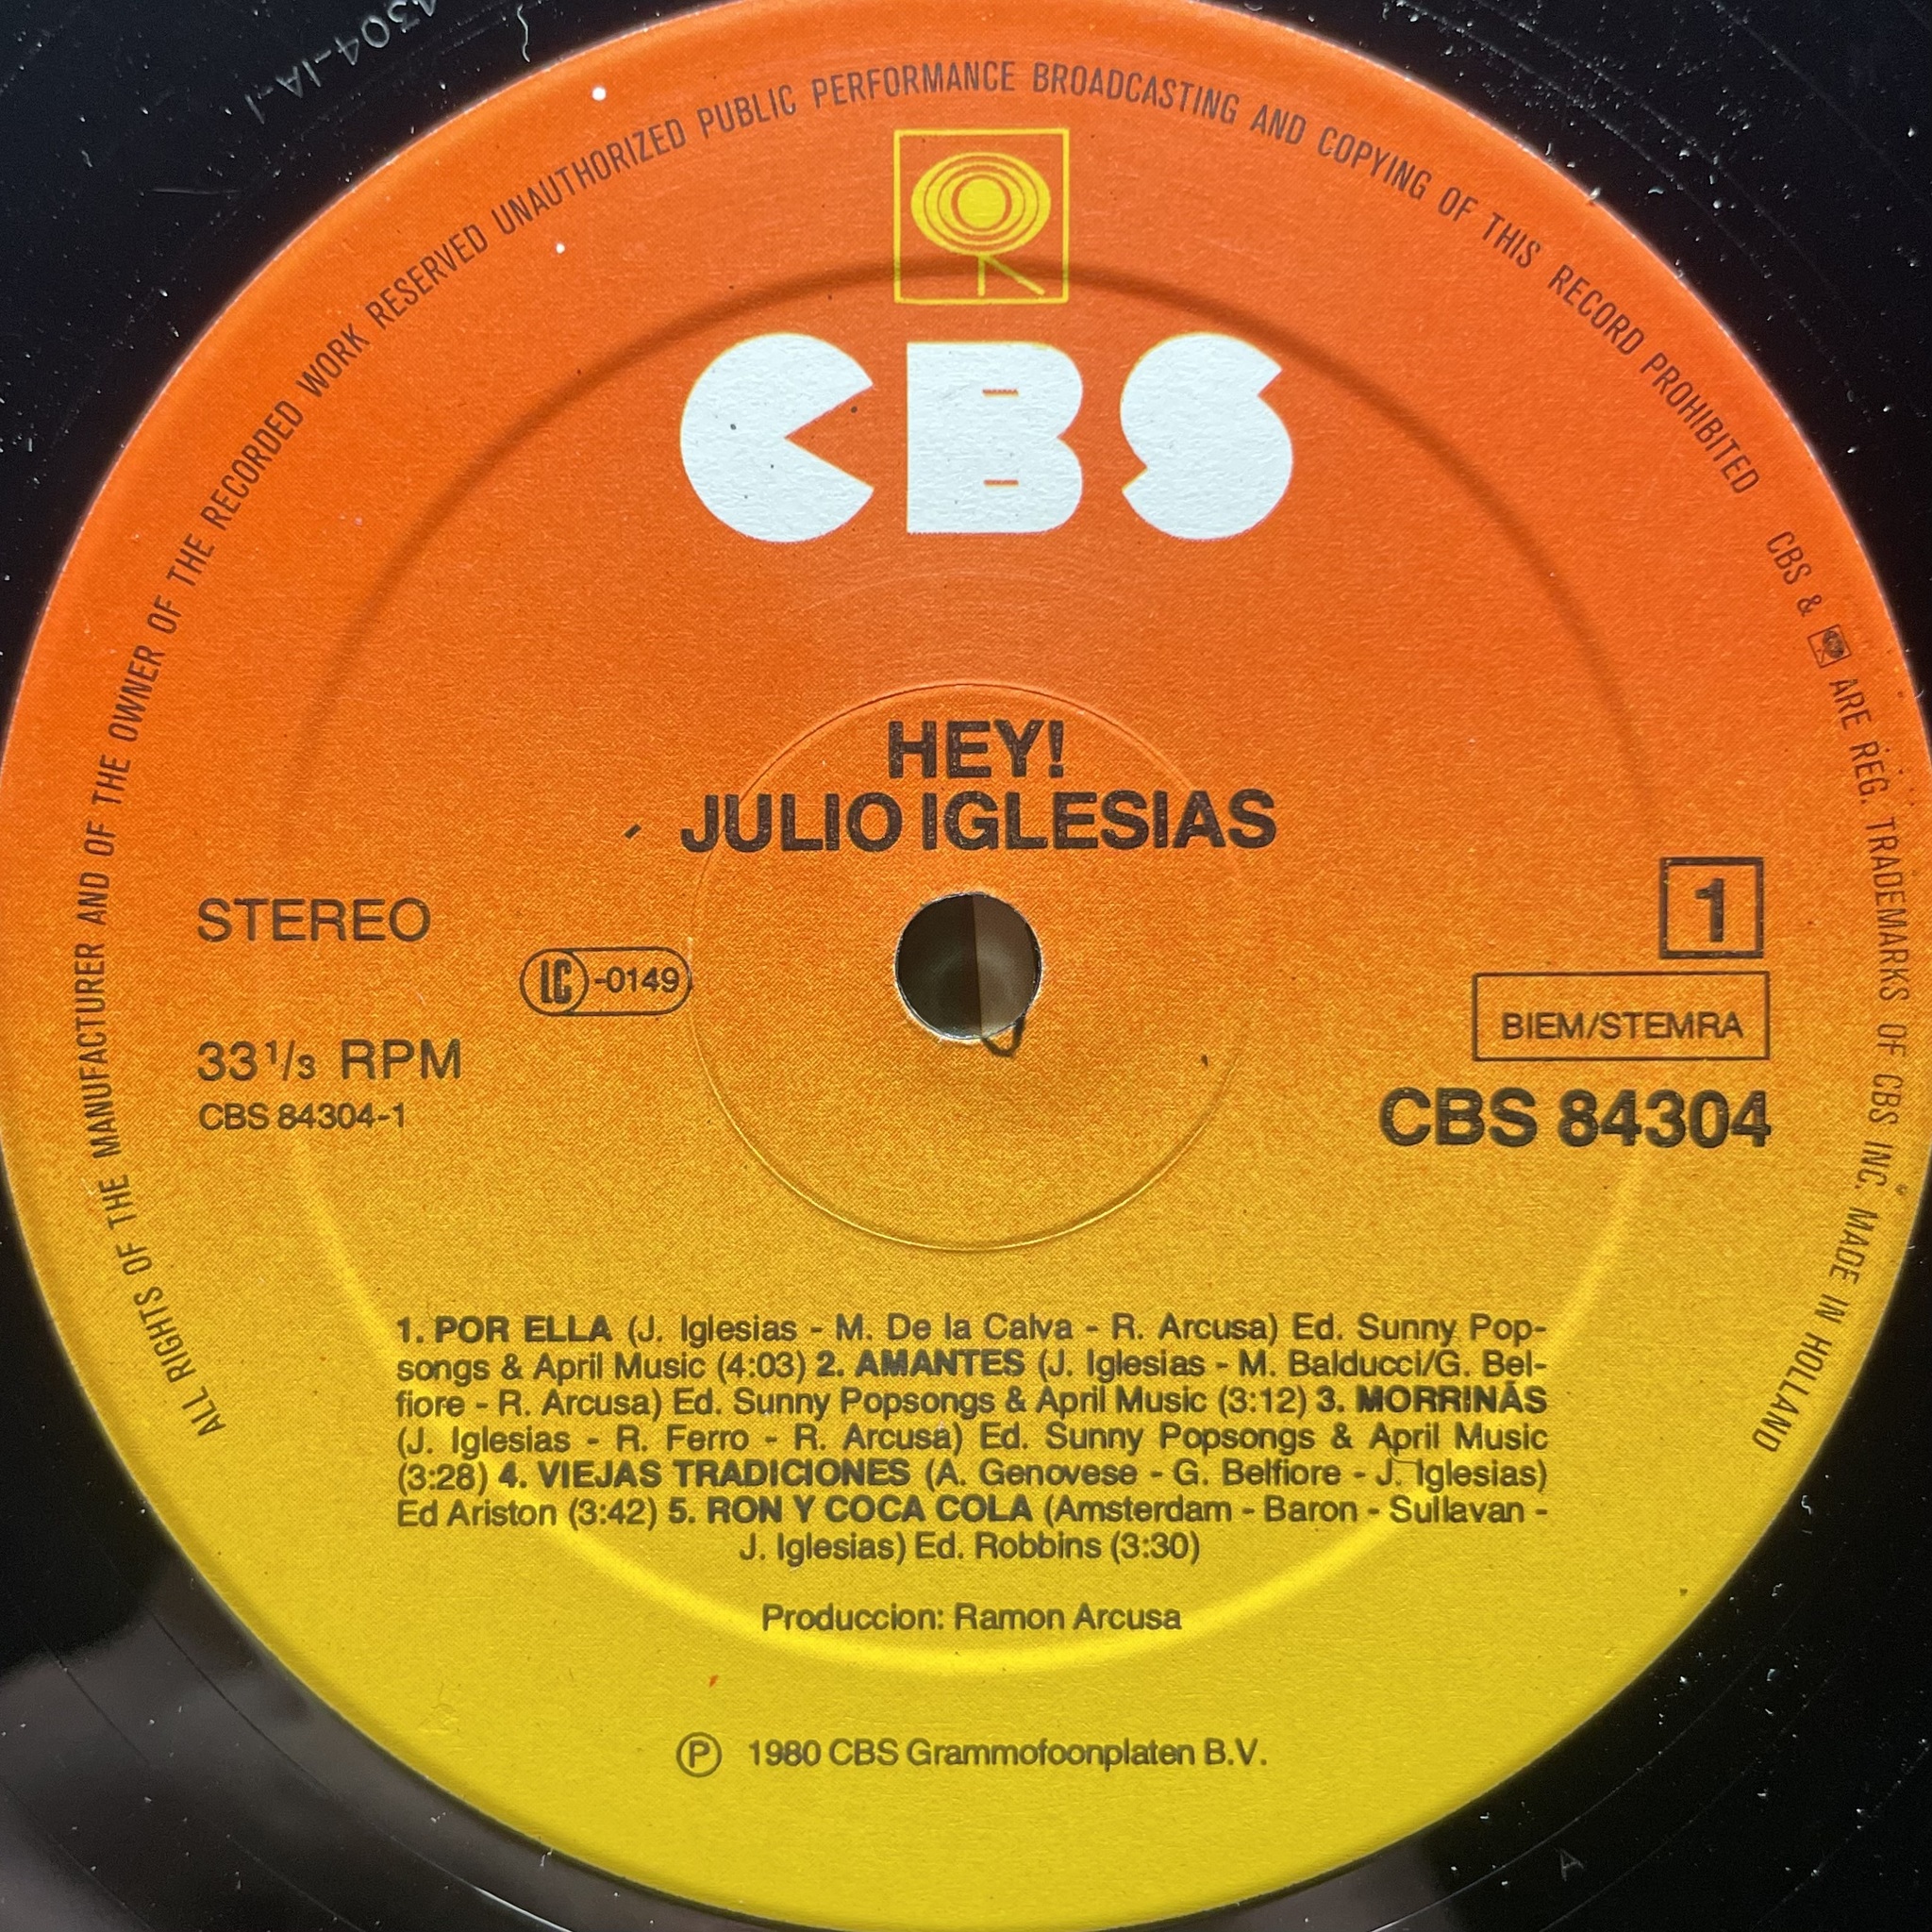 4304-1A-1
ALL RIGHTS OF THE MANUFACTURER AND OF THE OWNER OF THE RECORDED WORK RESERVED UNAUTHORIZED PUBLIC PERFORMANCE BROADCASTING AND COPYING OF THIS RECORD PROHIBITED
CBS & ARE REG. TRADEMARKS OF CBS INC. MADE IN HOLLAND
CBS
HEY!
JULIO IGLESIAS
STEREO
LC-0149
33 1/3 RPM
CBS 84304-1
1
BIEM/STEMRA
CBS 84304
1. POR ELLA (J. Iglesias - M. De la Calva - R. Arcusa) Ed. Sunny Pop-
songs & April Music (4:03) 2. AMANTES (J. Iglesias - M. Balducci/G. Bel-
fiore - R. Arcusa) Ed. Sunny Popsongs & April Music (3:12) 3. MORRINÃS
(J. Iglesias - R. Ferro - R. Arcusa) Ed. Sunny Popsongs & April Music
(3:28) 4. VIEJAS TRADICIONES (A. Genovese - G. Belfiore - J. Iglesias)
Ed Ariston (3:42) 5. RON Y COCA COLA (Amsterdam - Baron - Sullavan -
J. Iglesias) Ed. Robbins (3:30)
Produccion: Ramon Arcusa
Ⓟ 1980 CBS Grammofoonplaten B.V.
A